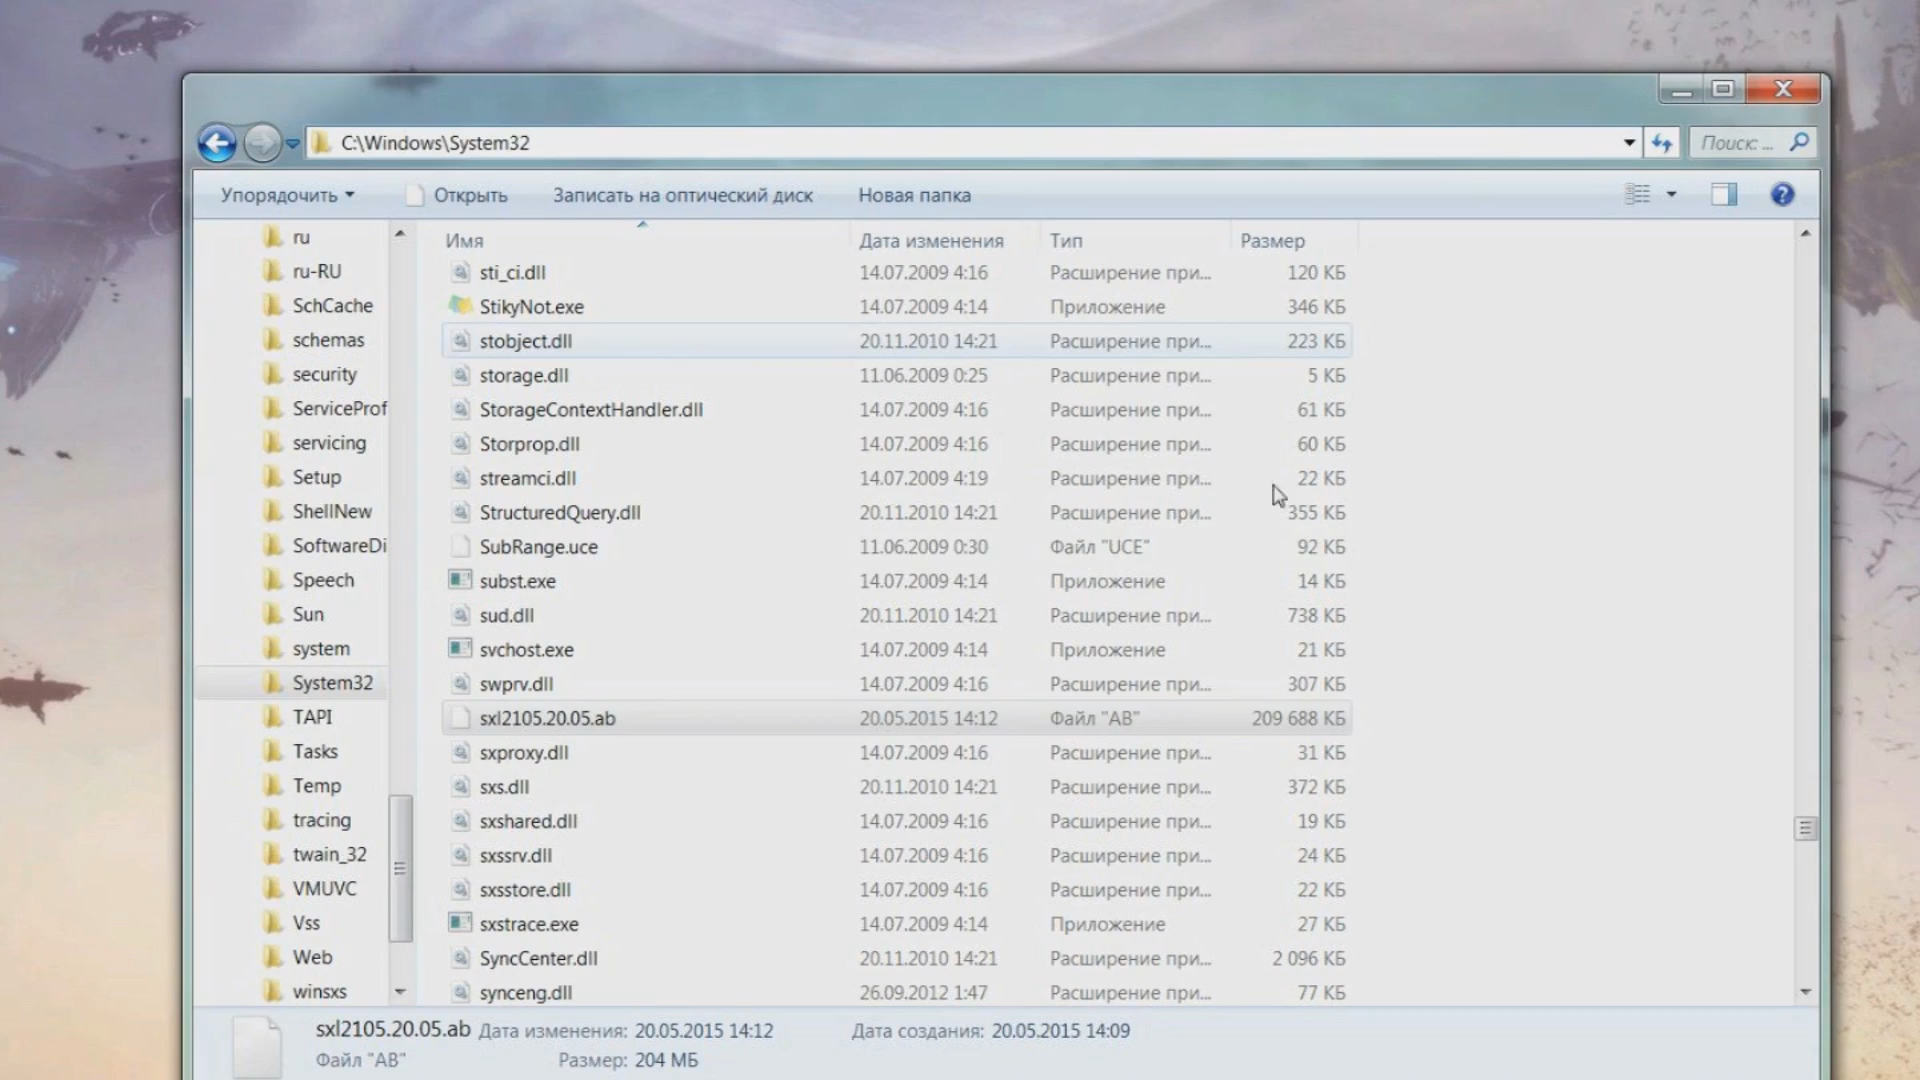 C:\Windows\System32
Поиск: ...
Упорядочить Открыть Записать на оптический диск Новая папка
Имя Дата изменения Тип Размер
ru
ru-RU
SchCache
schemas
security
ServiceProf
servicing
Setup
ShellNew
SoftwareDi
Speech
Sun
system
System32
TAPI
Tasks
Temp
tracing
twain_32
VMUVC
Vss
Web
winsxs
sti_ci.dll 14.07.2009 4:16 Расширение при... 120 КБ
StikyNot.exe 14.07.2009 4:14 Приложение 346 КБ
stobject.dll 20.11.2010 14:21 Расширение при... 223 КБ
storage.dll 11.06.2009 0:25 Расширение при... 5 КБ
StorageContextHandler.dll 14.07.2009 4:16 Расширение при... 61 КБ
Storprop.dll 14.07.2009 4:16 Расширение при... 60 КБ
streamci.dll 14.07.2009 4:19 Расширение при... 22 КБ
StructuredQuery.dll 20.11.2010 14:21 Расширение при... 355 КБ
SubRange.uce 11.06.2009 0:30 Файл "UCE" 92 КБ
subst.exe 14.07.2009 4:14 Приложение 14 КБ
sud.dll 20.11.2010 14:21 Расширение при... 738 КБ
svchost.exe 14.07.2009 4:14 Приложение 21 КБ
swprv.dll 14.07.2009 4:16 Расширение при... 307 КБ
sxl2105.20.05.ab 20.05.2015 14:12 Файл "AB" 209 688 КБ
sxproxy.dll 14.07.2009 4:16 Расширение при... 31 КБ
sxs.dll 20.11.2010 14:21 Расширение при... 372 КБ
sxshared.dll 14.07.2009 4:16 Расширение при... 19 КБ
sxssrv.dll 14.07.2009 4:16 Расширение при... 24 КБ
sxsstore.dll 14.07.2009 4:16 Расширение при... 22 КБ
sxstrace.exe 14.07.2009 4:14 Приложение 27 КБ
SyncCenter.dll 20.11.2010 14:21 Расширение при... 2 096 КБ
synceng.dll 26.09.2012 1:47 Расширение при... 77 КБ
sxl2105.20.05.ab Дата изменения: 20.05.2015 14:12 Дата создания: 20.05.2015 14:09
Файл "AB" Размер: 204 МБ